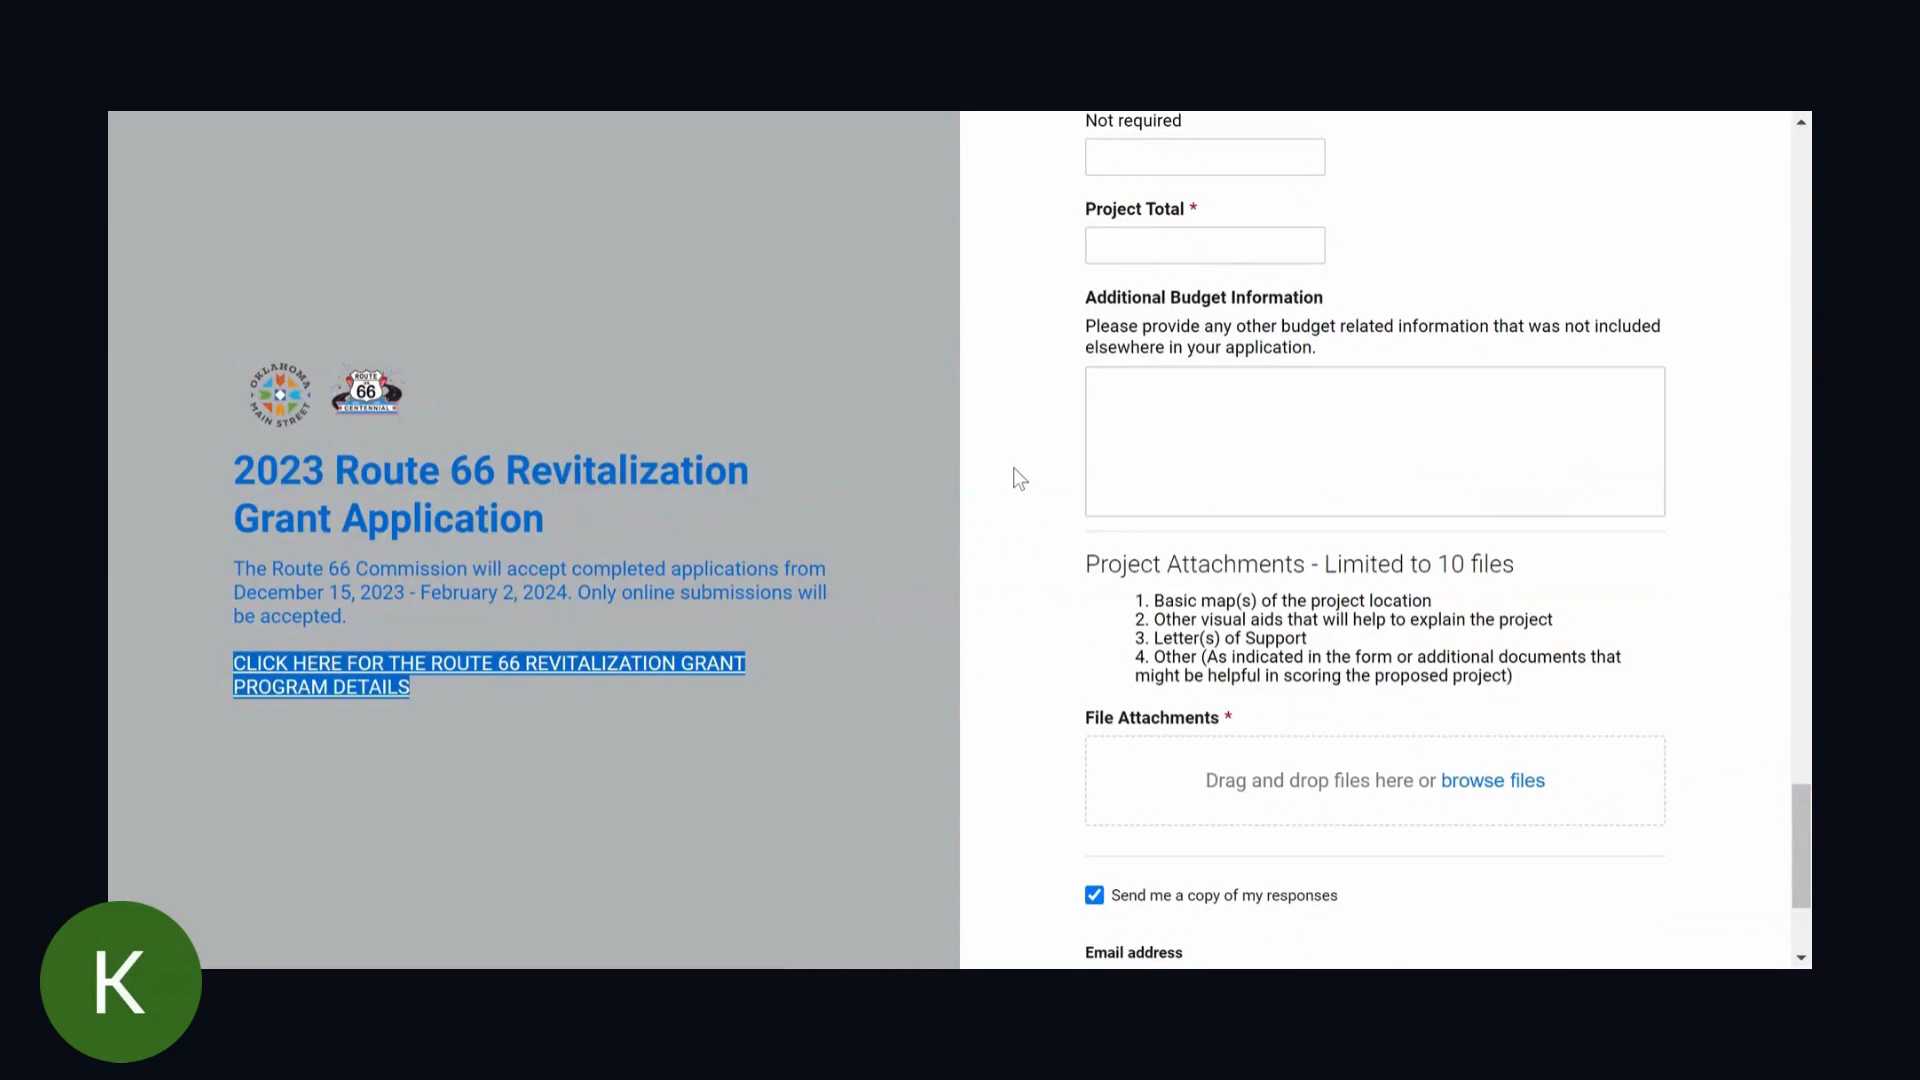 OKLAHOMA
MAIN STREET
ROUTE
66
CENTENNIAL
2023 Route 66 Revitalization
Grant Application
The Route 66 Commission will accept completed applications from
December 15, 2023 - February 2, 2024. Only online submissions will
be accepted.
CLICK HERE FOR THE ROUTE 66 REVITALIZATION GRANT
PROGRAM DETAILS
K
Not required
Project Total *
Additional Budget Information
Please provide any other budget related information that was not included
elsewhere in your application.
Project Attachments - Limited to 10 files
1. Basic map(s) of the project location
2. Other visual aids that will help to explain the project
3. Letter(s) of Support
4. Other (As indicated in the form or additional documents that
might be helpful in scoring the proposed project)
File Attachments *
Drag and drop files here or browse files
Send me a copy of my responses
Email address